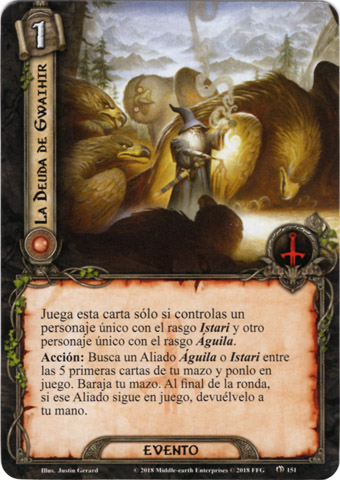 1
La Deuda de Gwaihir
Juega esta carta sólo si controlas un
personaje único con el rasgo Istari y otro
personaje único con el rasgo Águila.
Acción: Busca un Aliado Águila o Istari entre
las 5 primeras cartas de tu mazo y ponlo en
juego. Baraja tu mazo. Al final de la ronda,
si ese Aliado sigue en juego, devuélvelo a
tu mano.
EVENTO
Illus. Justin Gerard © 2018 Middle-earth Enterprises © 2018 FFG 151